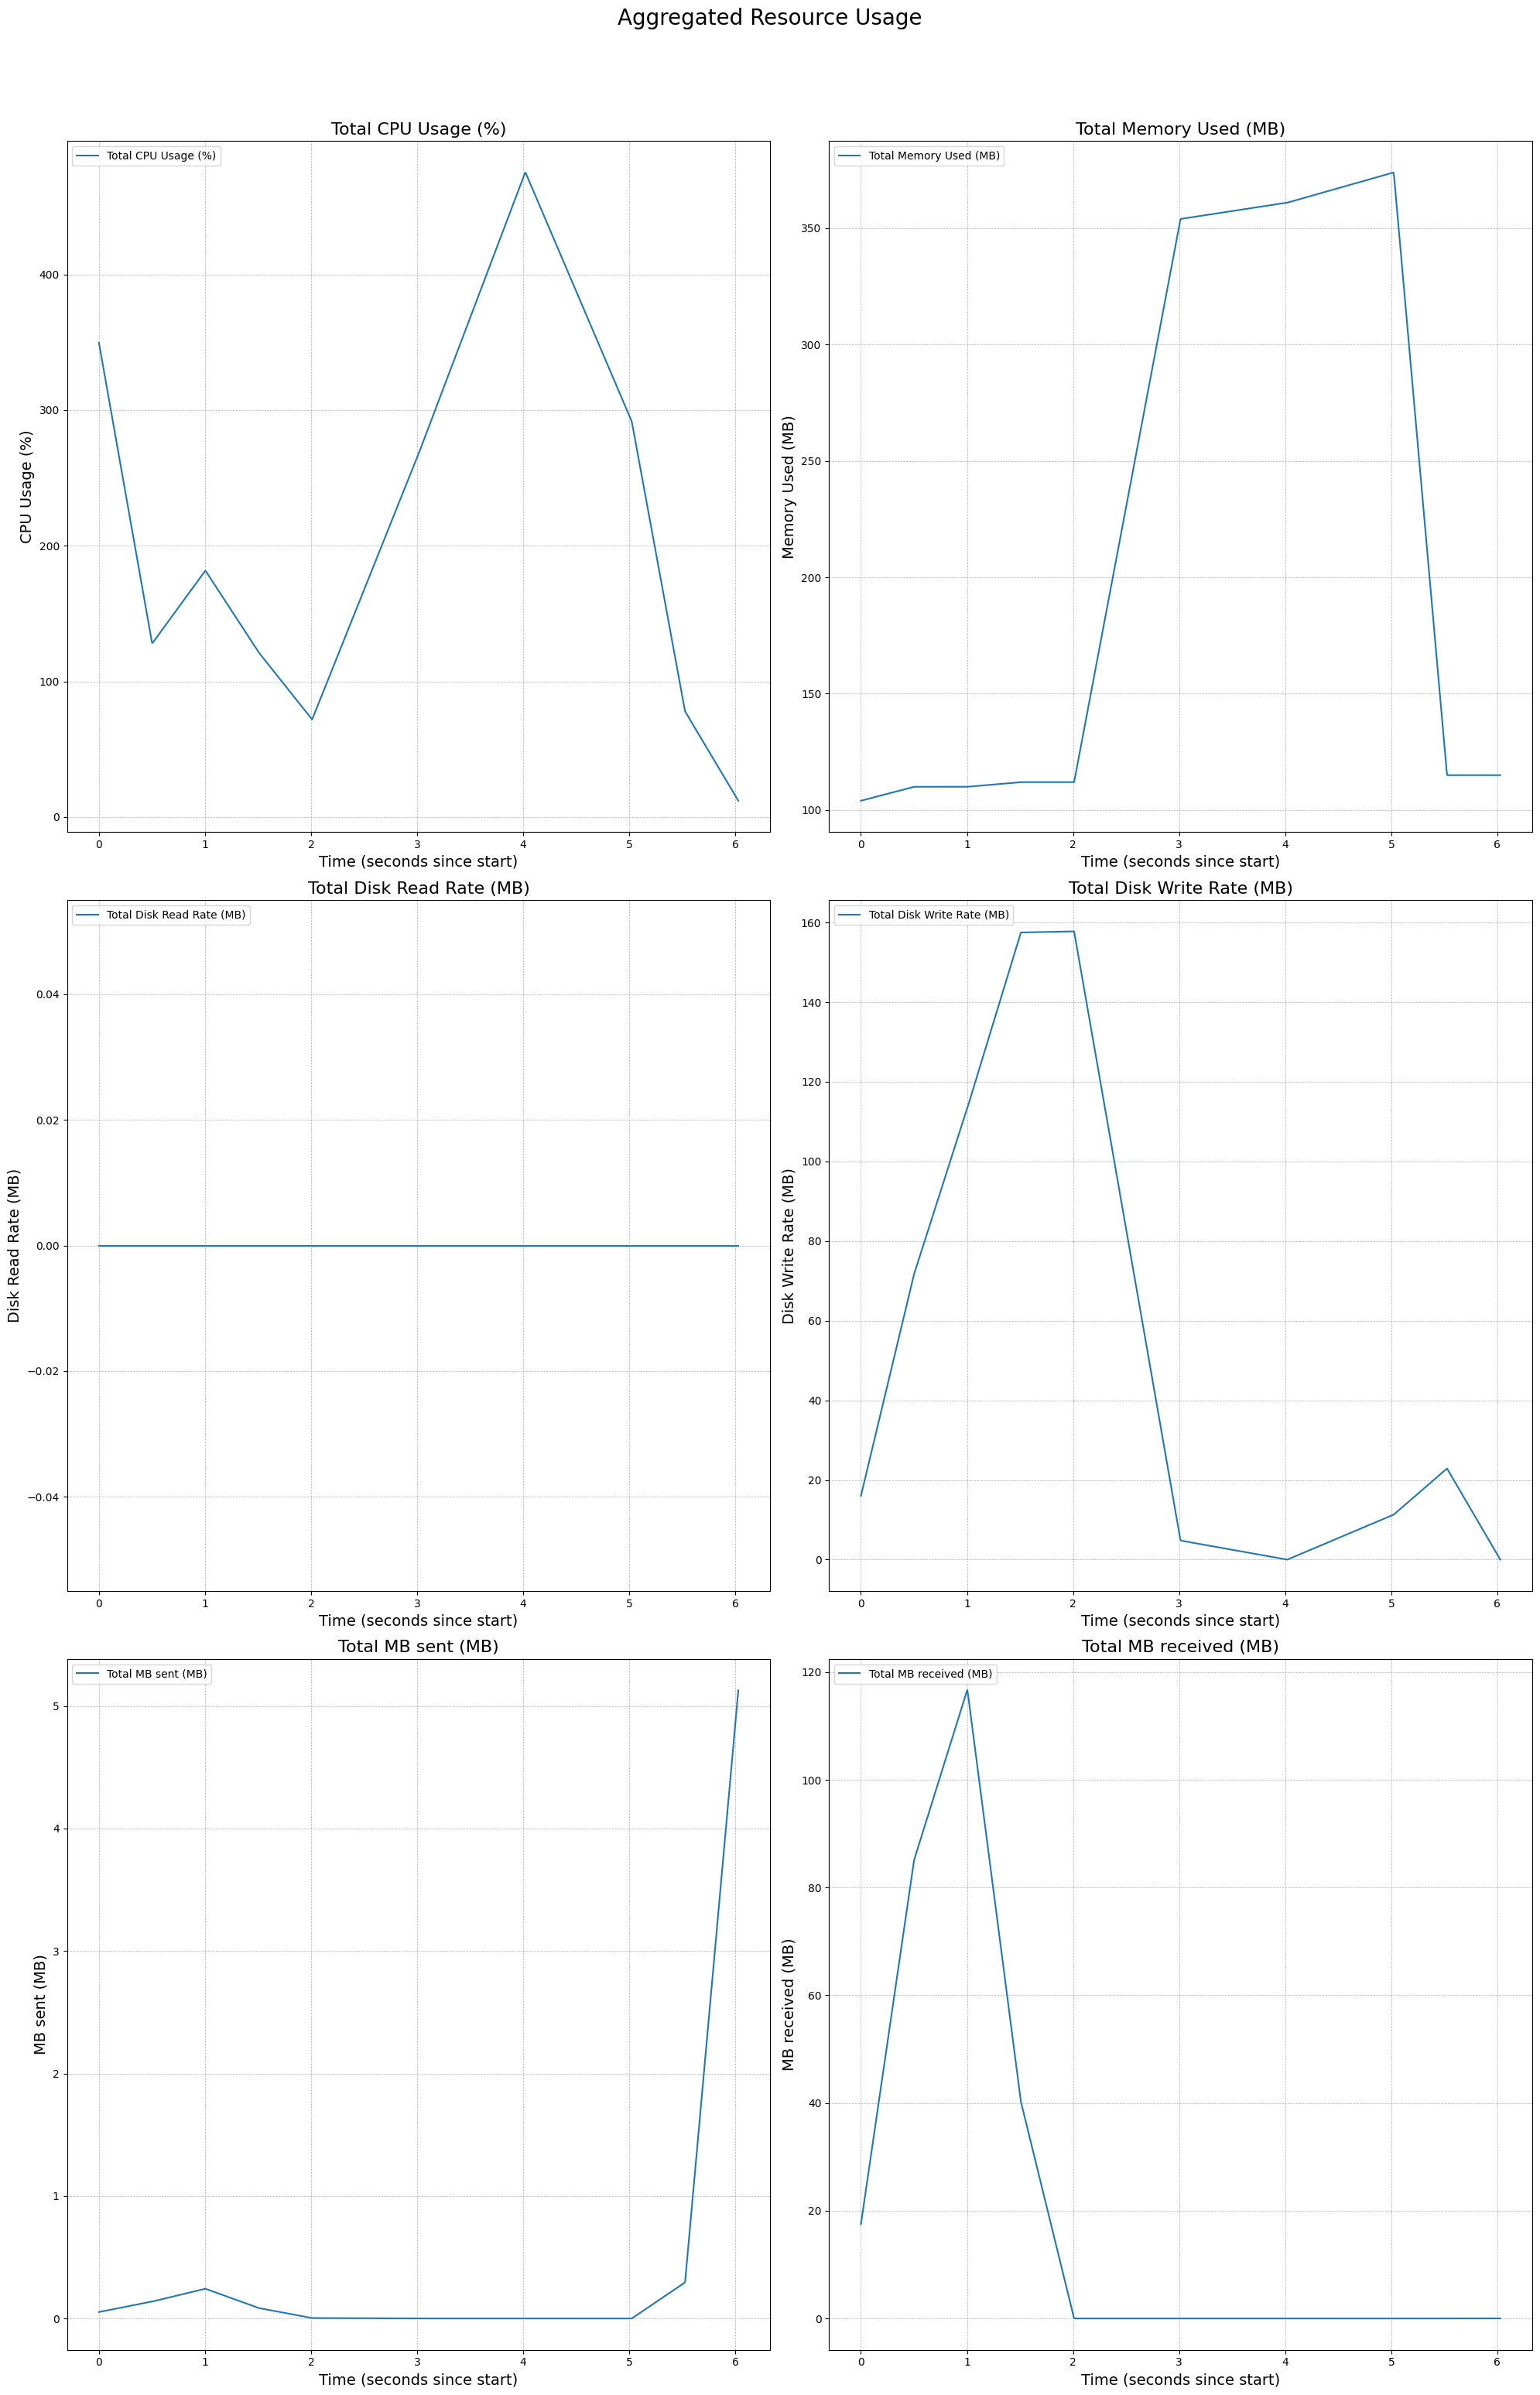 Aggregated Resource Usage
Total CPU Usage (%)
Total CPU Usage (%)
CPU Usage (%)
400
300
200
100
0
0 1 2 3 4 5 6
Time (seconds since start)
Total Memory Used (MB)
Total Memory Used (MB)
Memory Used (MB)
350
300
250
200
150
100
0 1 2 3 4 5 6
Time (seconds since start)
Total Disk Read Rate (MB)
Total Disk Read Rate (MB)
Disk Read Rate (MB)
0.04
0.02
0.00
−0.02
−0.04
0 1 2 3 4 5 6
Time (seconds since start)
Total Disk Write Rate (MB)
Total Disk Write Rate (MB)
Disk Write Rate (MB)
160
140
120
100
80
60
40
20
0
0 1 2 3 4 5 6
Time (seconds since start)
Total MB sent (MB)
Total MB sent (MB)
MB sent (MB)
5
4
3
2
1
0
0 1 2 3 4 5 6
Time (seconds since start)
Total MB received (MB)
Total MB received (MB)
MB received (MB)
120
100
80
60
40
20
0
0 1 2 3 4 5 6
Time (seconds since start)